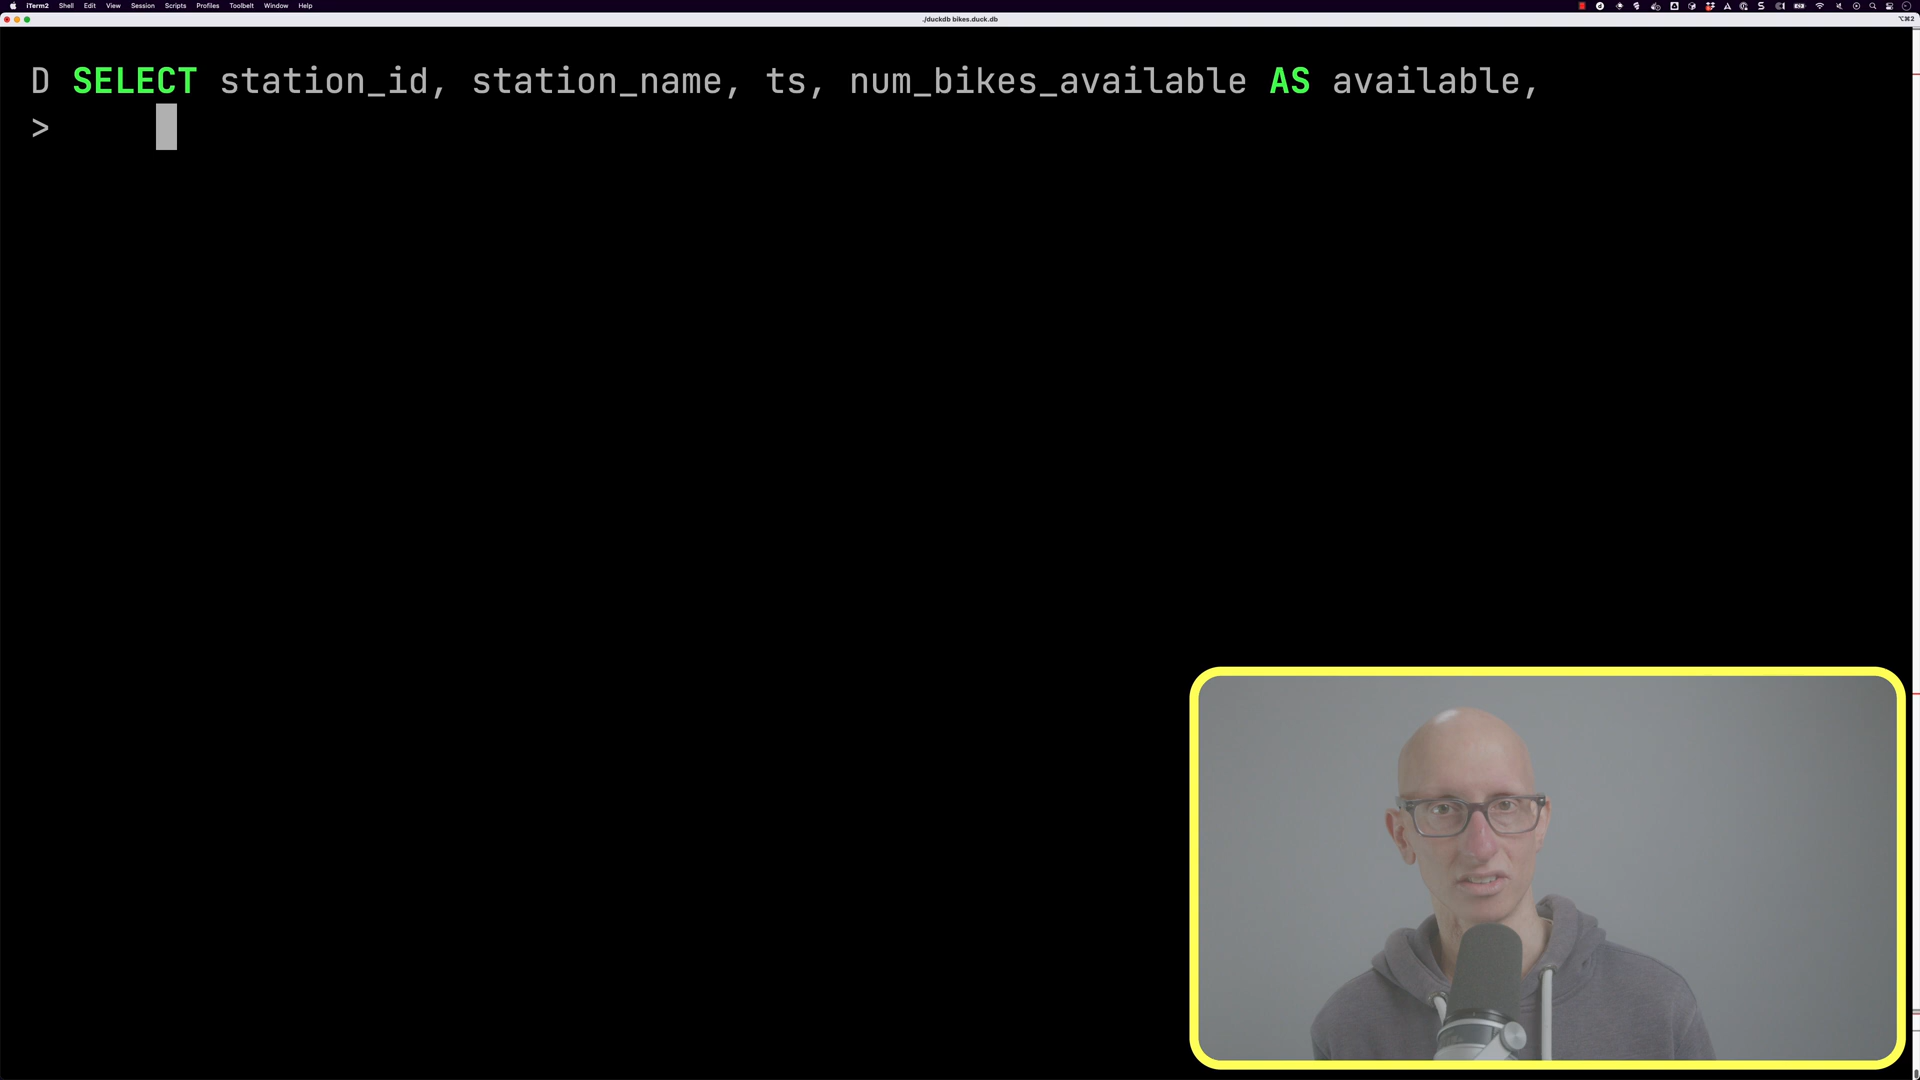 iTerm2 Shell Edit View Session Scripts Profiles Toolbelt Window Help
./duckdb bikes.duck.db
⌥⌘2
D SELECT station_id, station_name, ts, num_bikes_available AS available,
>